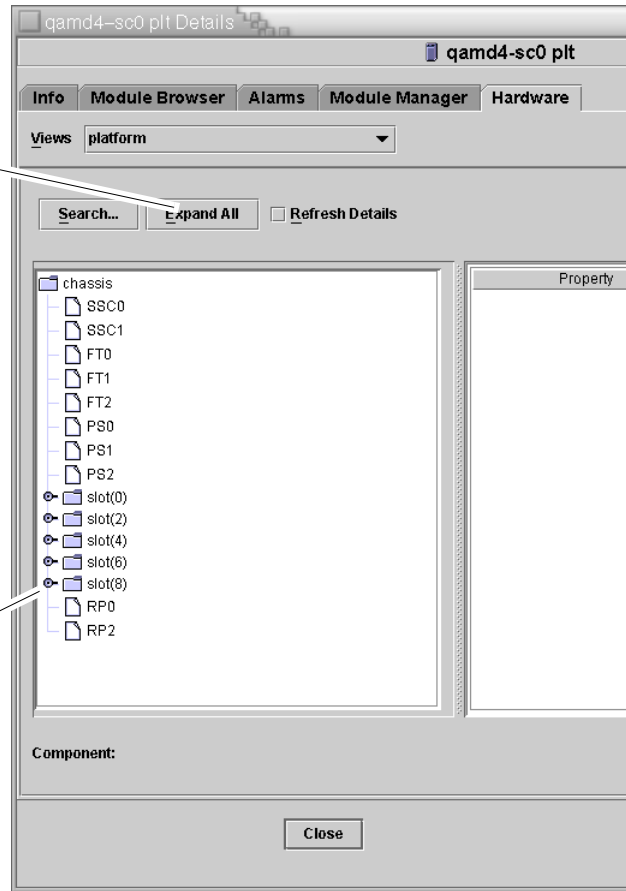 qamd4–sc0 plt Details
qamd4-sc0 plt
Info Module Browser Alarms Module Manager Hardware
Views platform
Search... Expand All Refresh Details
chassis
Property
SSC0
SSC1
FT0
FT1
FT2
PS0
PS1
PS2
slot(0)
slot(2)
slot(4)
slot(6)
slot(8)
RP0
RP2
Component:
Close